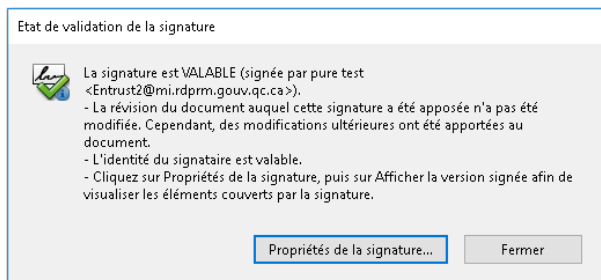 Etat de validation de la signature
La signature est VALABLE (signée par pure test
<Entrust2@mi.rdprm.gouv.qc.ca>).
- La révision du document auquel cette signature a été apposée n'a pas été
modifiée. Cependant, des modifications ultérieures ont été apportées au
document.
- L'identité du signataire est valable.
- Cliquez sur Propriétés de la signature, puis sur Afficher la version signée afin de
visualiser les éléments couverts par la signature.
Propriétés de la signature... Fermer